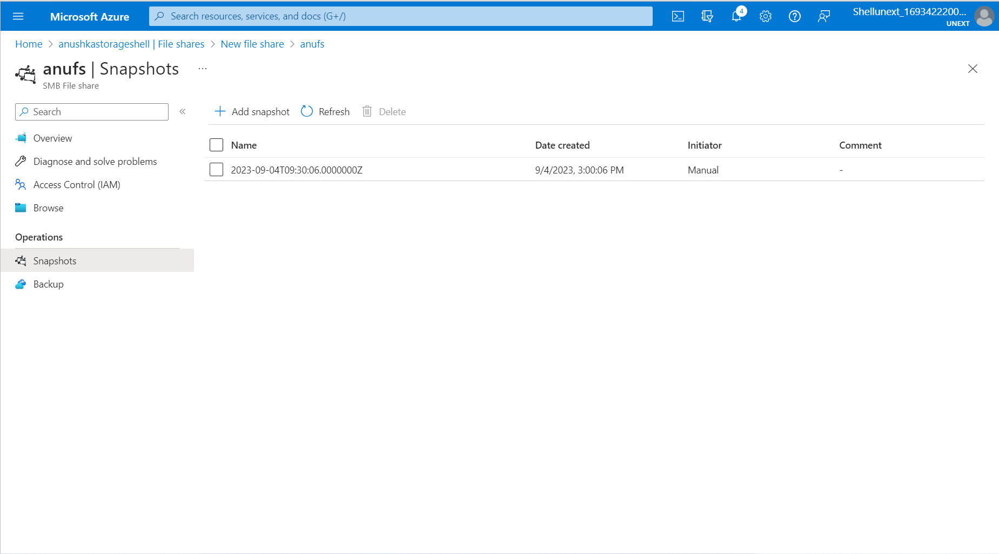 Microsoft Azure
Search resources, services, and docs (G+/)
4
Shellunext_1693422200...
UNEXT
Home > anushkastorageshell | File shares > New file share > anufs
anufs | Snapshots ...
SMB File share
Search «
Add snapshot Refresh Delete
Overview
Diagnose and solve problems
Access Control (IAM)
Browse
Operations
Snapshots
Backup
Name Date created Initiator Comment
2023-09-04T09:30:06.0000000Z 9/4/2023, 3:00:06 PM Manual -